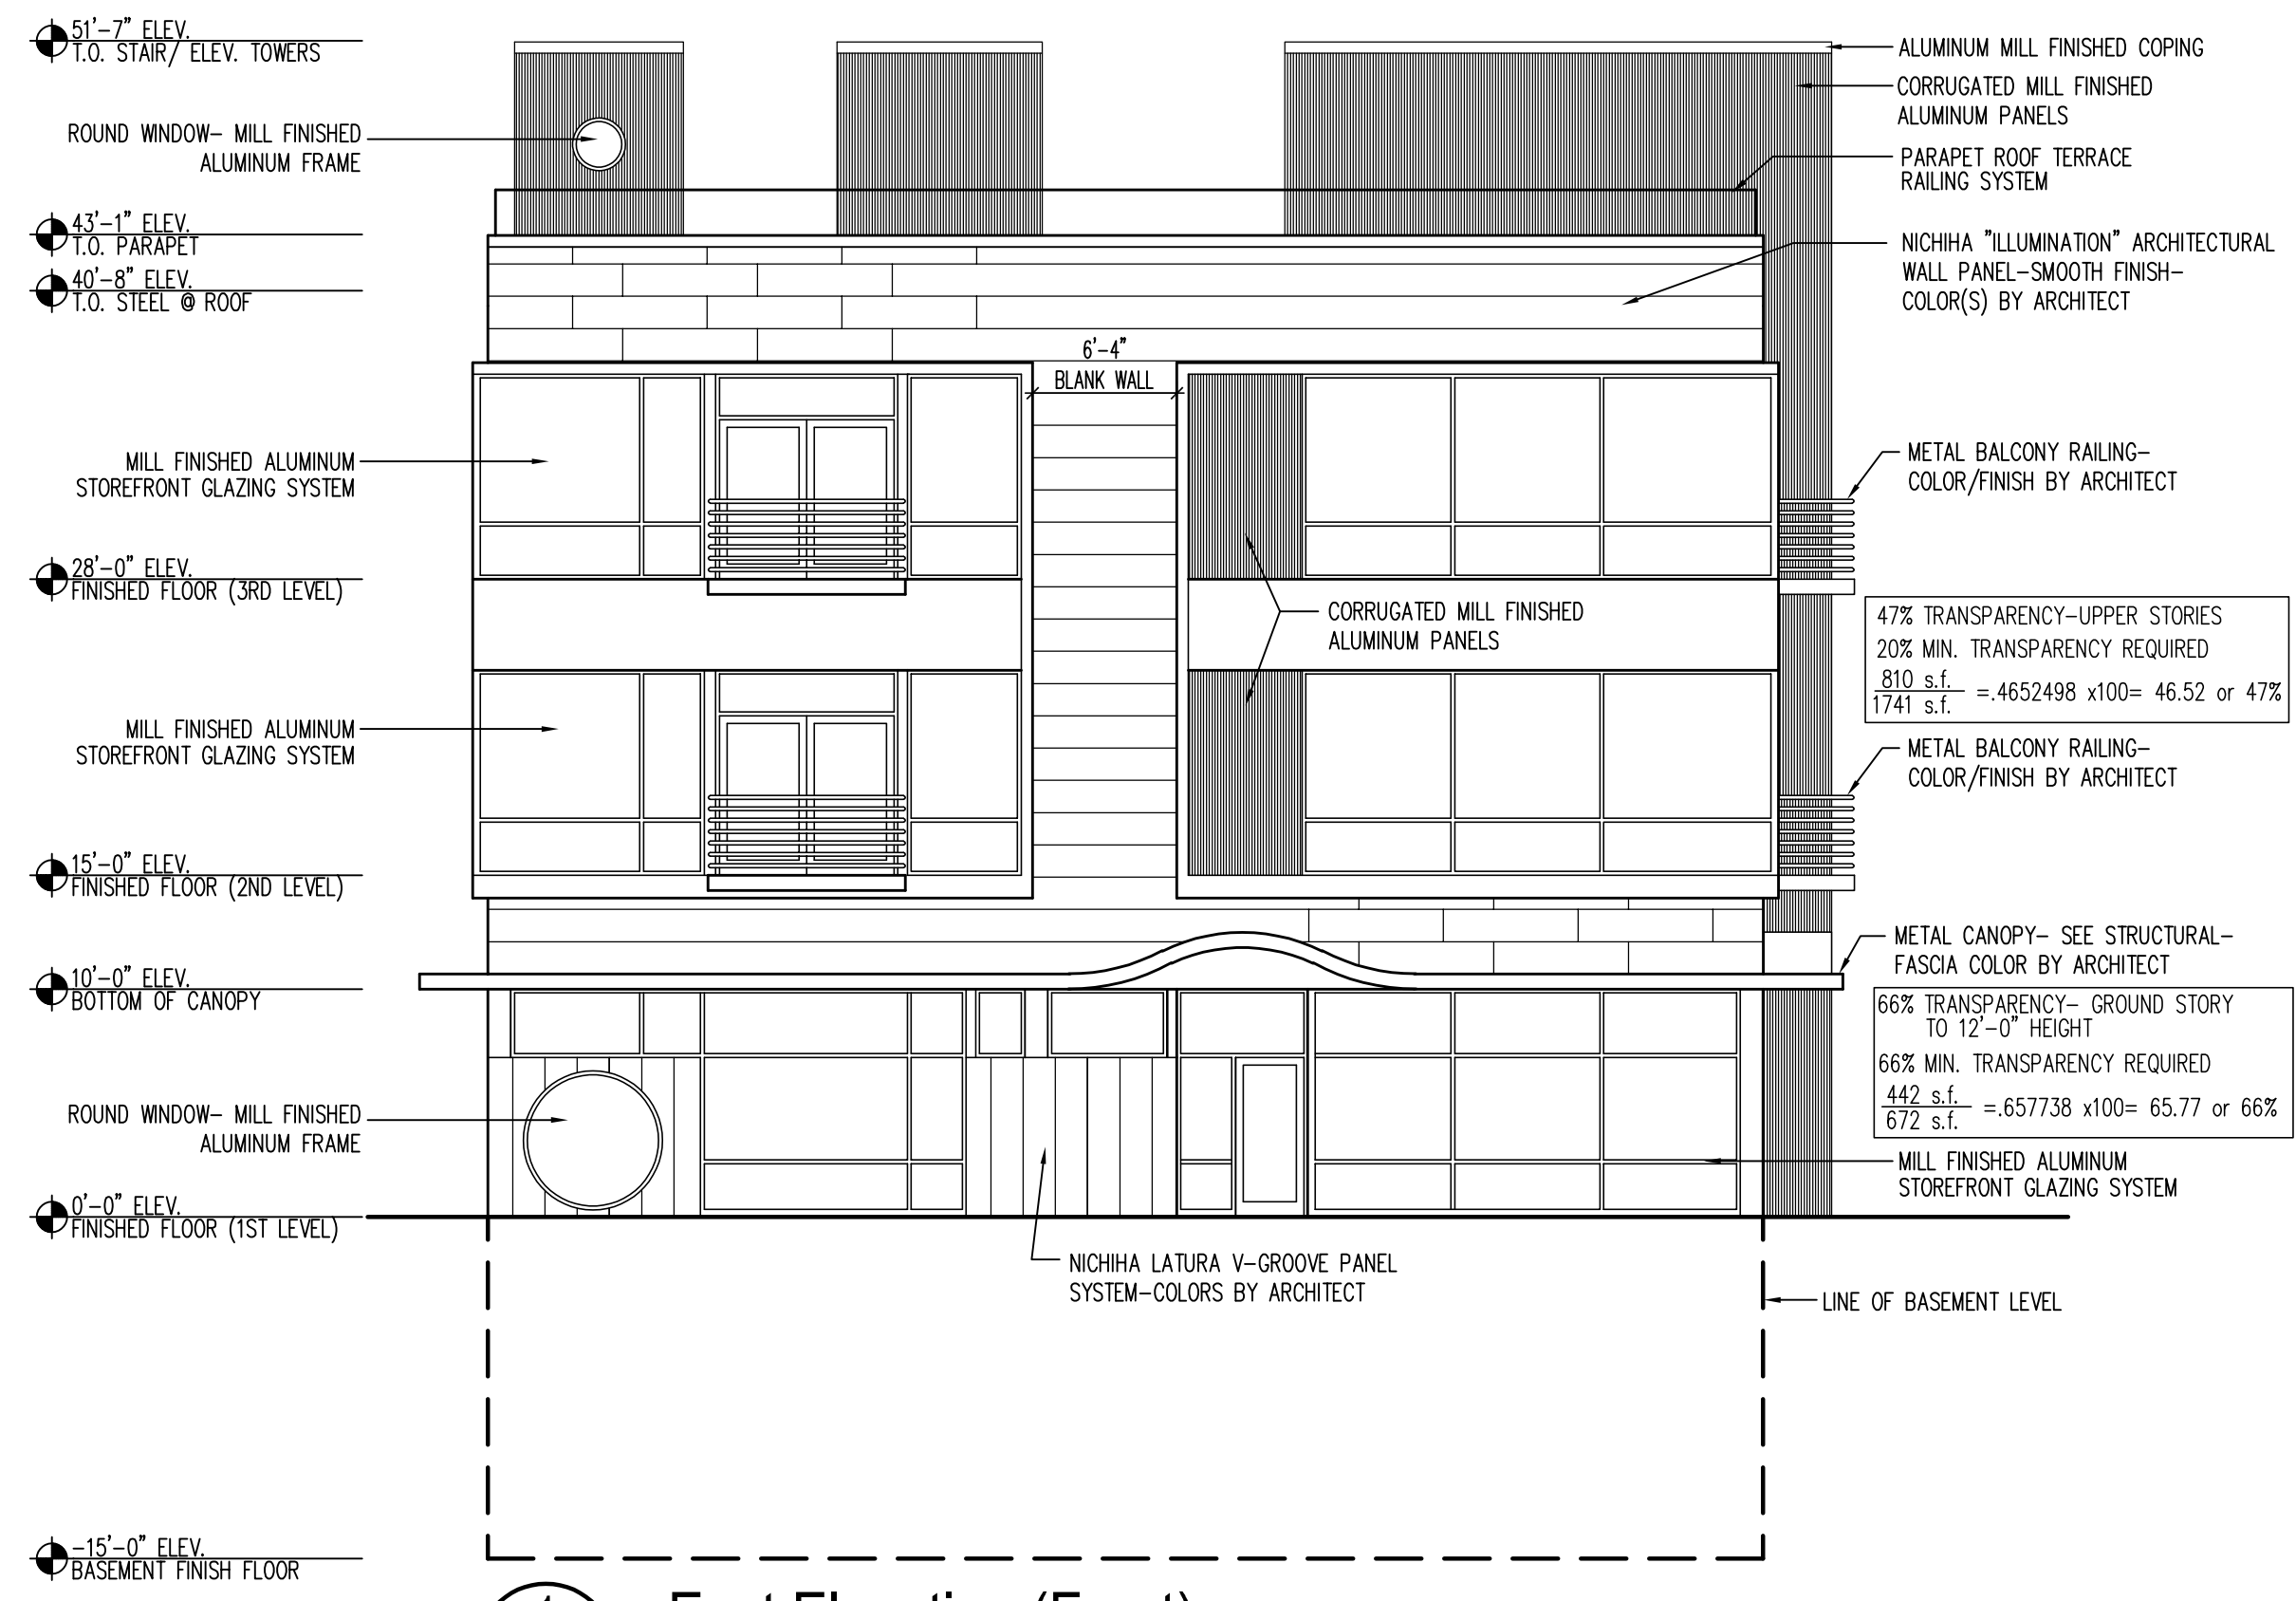 51'-7" ELEV.
T.O. STAIR/ ELEV. TOWERS
ROUND WINDOW- MILL FINISHED
ALUMINUM FRAME
43'-1" ELEV.
T.O. PARAPET
40'-8" ELEV.
T.O. STEEL @ ROOF
MILL FINISHED ALUMINUM
STOREFRONT GLAZING SYSTEM
28'-0" ELEV.
FINISHED FLOOR (3RD LEVEL)
MILL FINISHED ALUMINUM
STOREFRONT GLAZING SYSTEM
15'-0" ELEV.
FINISHED FLOOR (2ND LEVEL)
10'-0" ELEV.
BOTTOM OF CANOPY
ROUND WINDOW- MILL FINISHED
ALUMINUM FRAME
0'-0" ELEV.
FINISHED FLOOR (1ST LEVEL)
-15'-0" ELEV.
BASEMENT FINISH FLOOR
6'-4"
BLANK WALL
CORRUGATED MILL FINISHED
ALUMINUM PANELS
NICHIHA LATURA V-GROOVE PANEL
SYSTEM-COLORS BY ARCHITECT
ALUMINUM MILL FINISHED COPING
CORRUGATED MILL FINISHED
ALUMINUM PANELS
PARAPET ROOF TERRACE
RAILING SYSTEM
NICHIHA "ILLUMINATION" ARCHITECTURAL
WALL PANEL-SMOOTH FINISH-
COLOR(S) BY ARCHITECT
METAL BALCONY RAILING-
COLOR/FINISH BY ARCHITECT
47% TRANSPARENCY-UPPER STORIES
20% MIN. TRANSPARENCY REQUIRED
810 s.f.
1741 s.f.
=.4652498 x100= 46.52 or 47%
METAL BALCONY RAILING-
COLOR/FINISH BY ARCHITECT
METAL CANOPY- SEE STRUCTURAL-
FASCIA COLOR BY ARCHITECT
66% TRANSPARENCY- GROUND STORY
TO 12'-0" HEIGHT
66% MIN. TRANSPARENCY REQUIRED
442 s.f.
672 s.f.
=.657738 x100= 65.77 or 66%
MILL FINISHED ALUMINUM
STOREFRONT GLAZING SYSTEM
LINE OF BASEMENT LEVEL
1
East Elevation (Front)